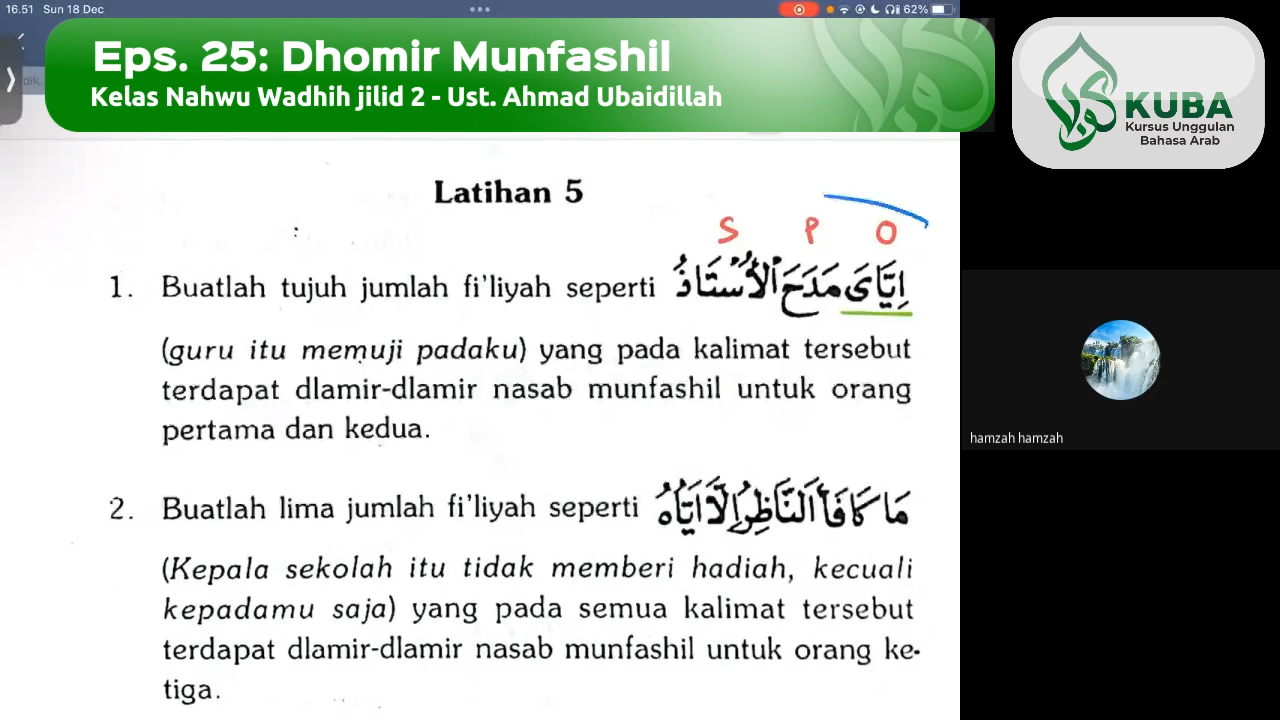 16.51 Sun 18 Dec
62%
Eps. 25: Dhomir Munfashil
Kelas Nahwu Wadhih jilid 2 - Ust. Ahmad Ubaidillah
KUBA
Kursus Unggulan
Bahasa Arab
Latihan 5
S P O
1. Buatlah tujuh jumlah fi'liyah seperti اِيَّايَ مَدَحَ الْأُسْتَاذُ
(guru itu memuji padaku) yang pada kalimat tersebut
terdapat dlamir-dlamir nasab munfashil untuk orang
pertama dan kedua.
2. Buatlah lima jumlah fi'liyah seperti مَا كَافَأَ النَّاظِرُ اِلَّا اِيَّاهُ
(Kepala sekolah itu tidak memberi hadiah, kecuali
kepadamu saja) yang pada semua kalimat tersebut
terdapat dlamir-dlamir nasab munfashil untuk orang ke-
tiga.
hamzah hamzah